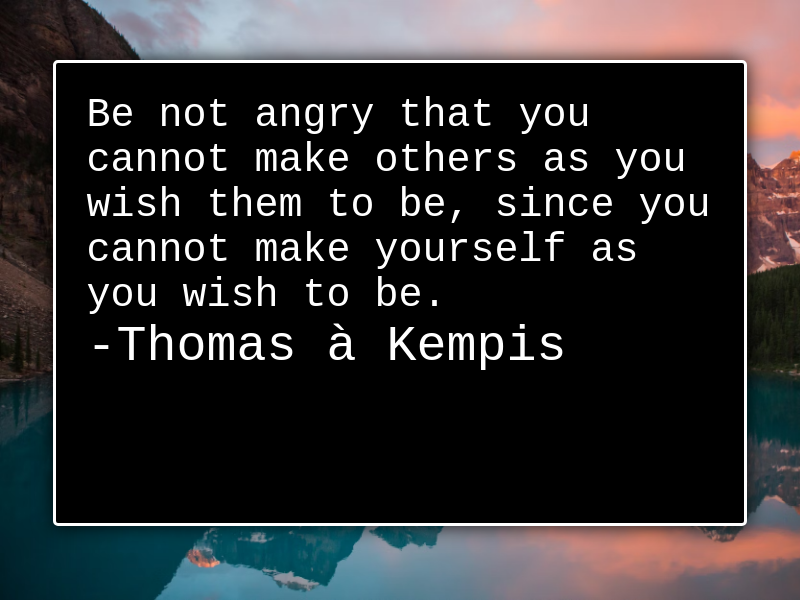 Be not angry that you
cannot make others as you
wish them to be, since you
cannot make yourself as
you wish to be.
-Thomas à Kempis